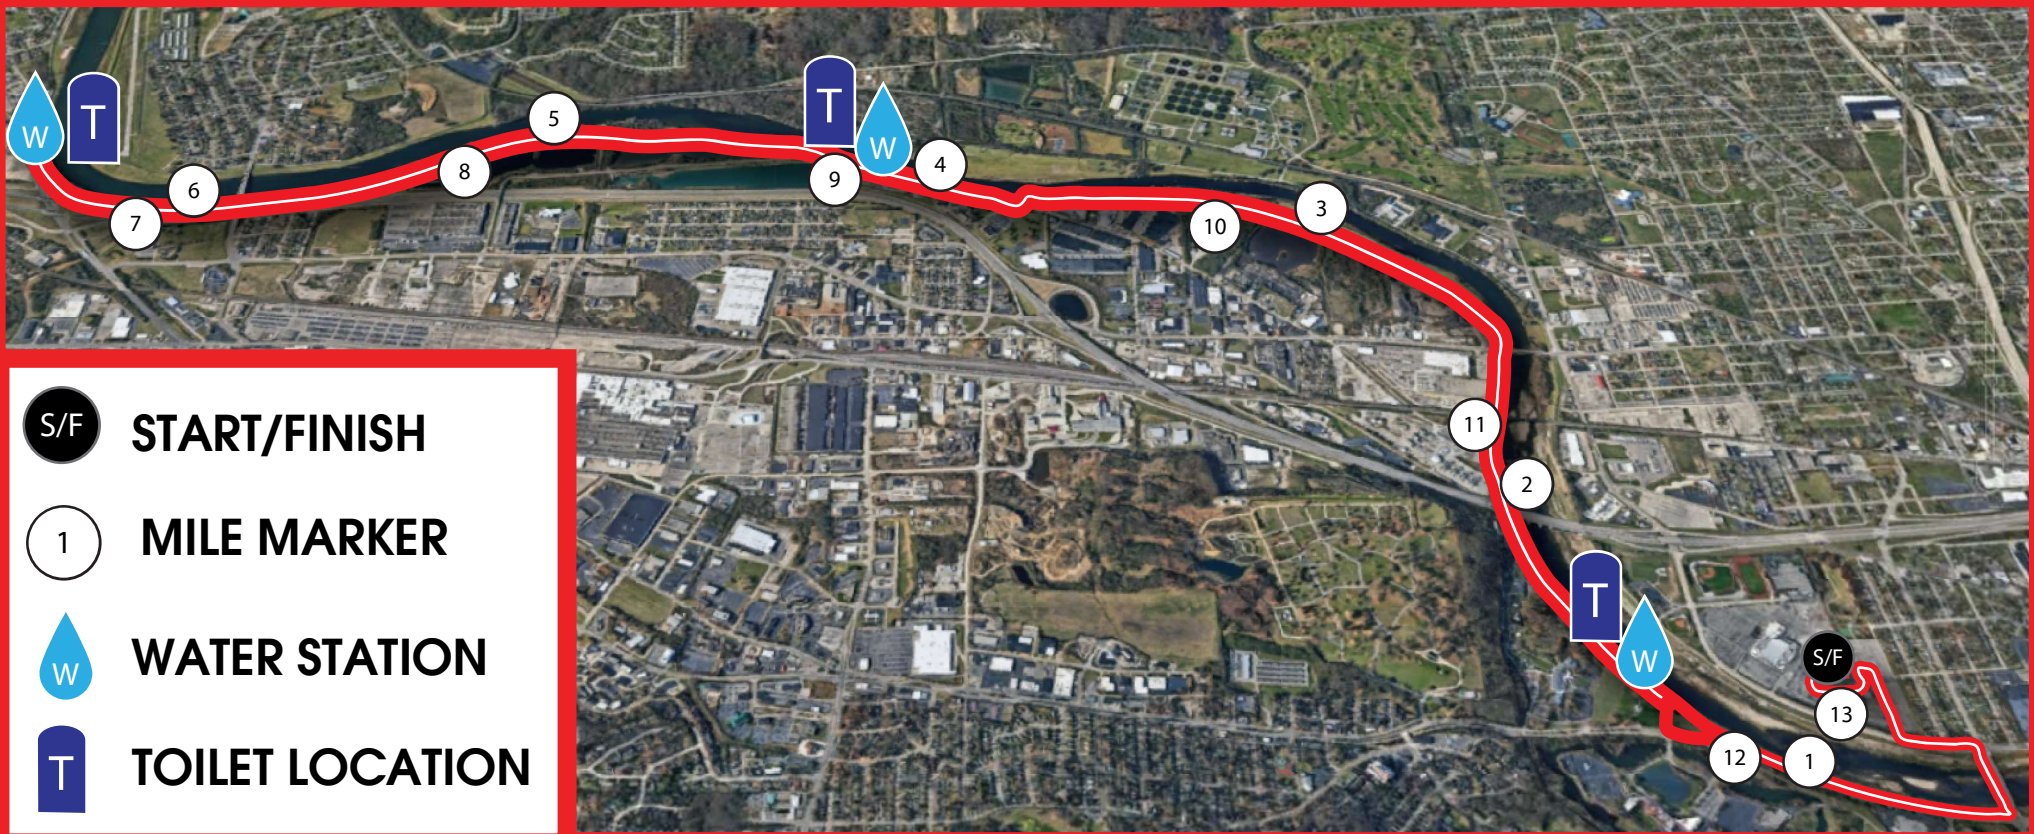 W T
5
T W
4
6
7
8
9
3
10
11
2
T
W
S/F
13
12
1
S/F START/FINISH
1 MILE MARKER
W WATER STATION
T TOILET LOCATION